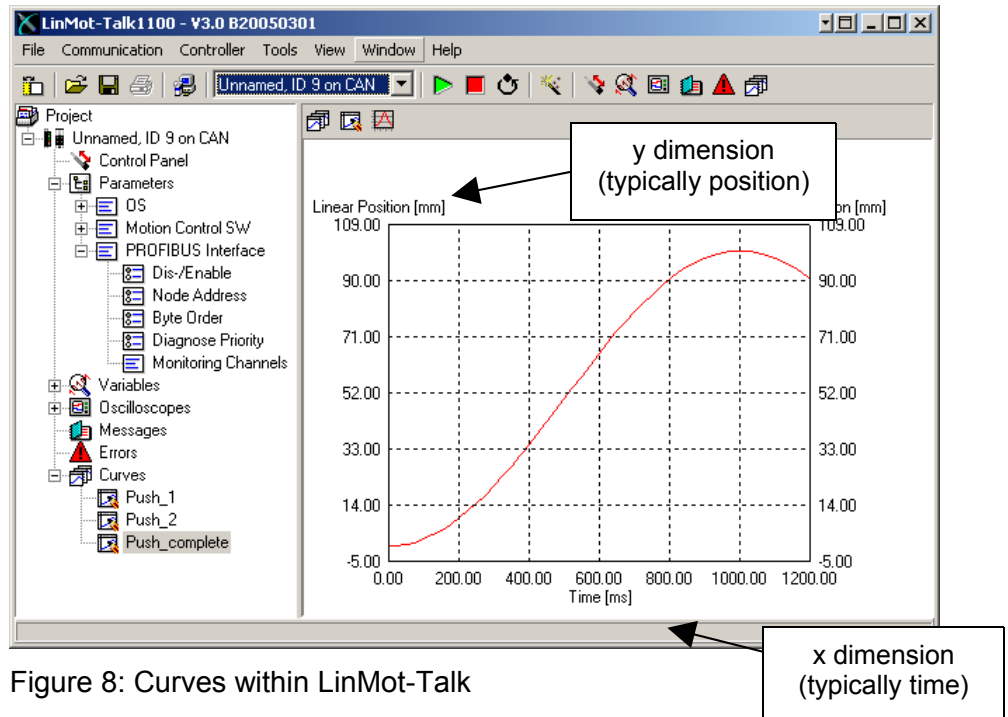 LinMot-Talk1100 - V3.0 B20050301
File Communication Controller Tools View Window Help
Unnamed, ID 9 on CAN
Project
Unnamed, ID 9 on CAN
Control Panel
Parameters
OS
Motion Control SW
PROFIBUS Interface
Dis-/Enable
Node Address
Byte Order
Diagnose Priority
Monitoring Channels
Variables
Oscilloscopes
Messages
Errors
Curves
Push_1
Push_2
Push_complete
y dimension
(typically position)
Linear Position [mm]
on [mm]
109.00 109.00
90.00 90.00
71.00 71.00
52.00 52.00
33.00 33.00
14.00 14.00
-5.00 -5.00
0.00 200.00 400.00 600.00 800.00 1000.00 1200.00
Time [ms]
x dimension
(typically time)
Figure 8: Curves within LinMot-Talk